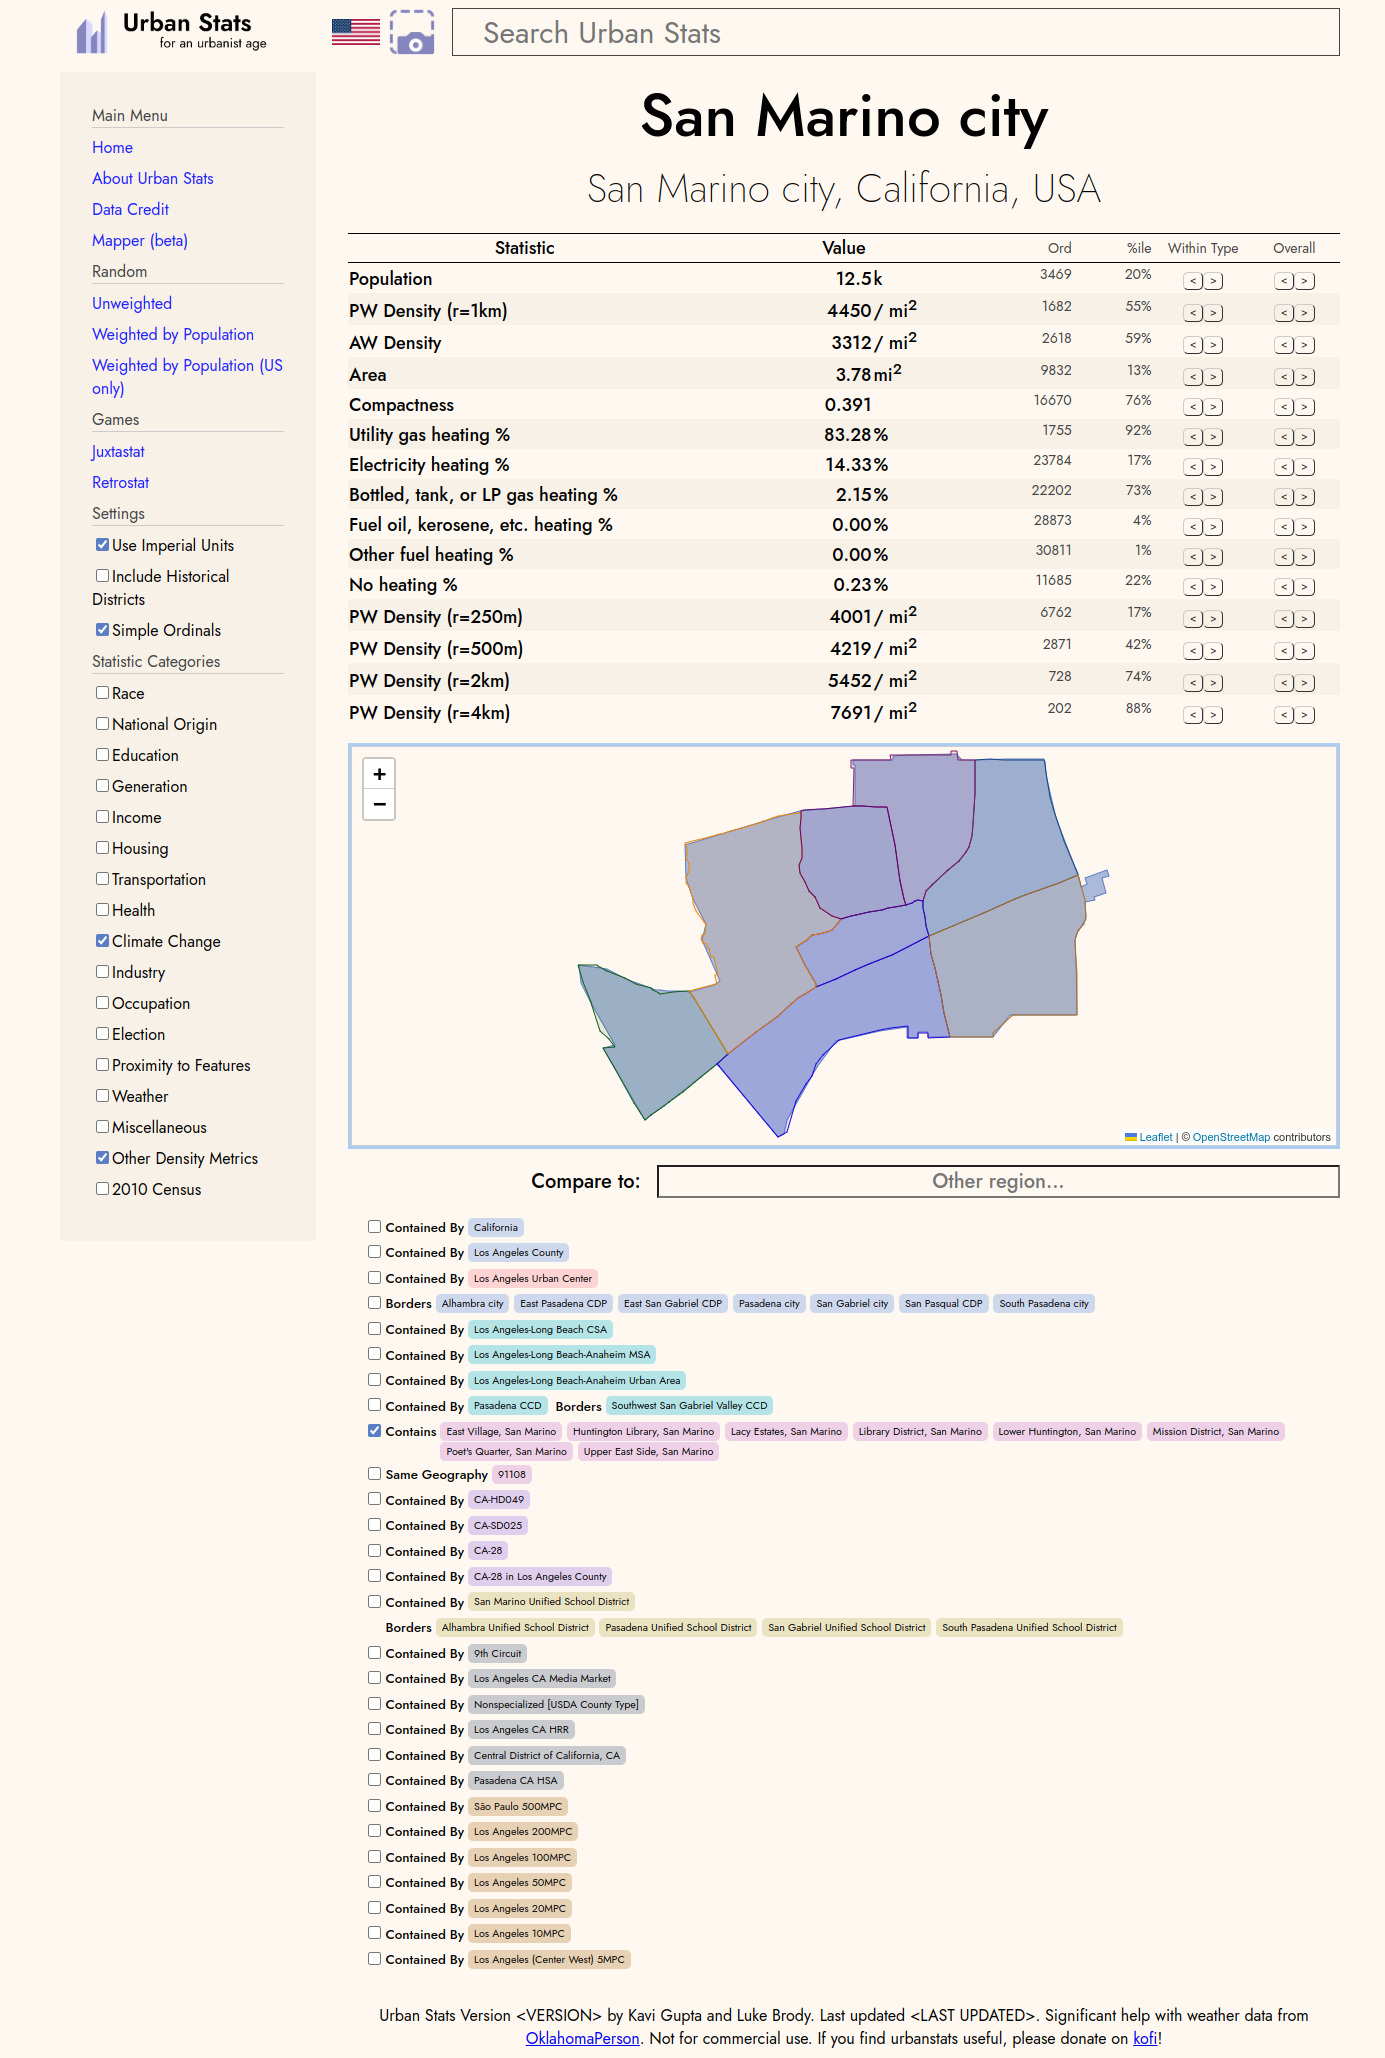 Urban Stats
for an urbanist age
Search Urban Stats
Main Menu
Home
About Urban Stats
Data Credit
Mapper (beta)
Random
Unweighted
Weighted by Population
Weighted by Population (US
only)
Games
Juxtastat
Retrostat
Settings
Use Imperial Units
Include Historical
Districts
Simple Ordinals
Statistic Categories
Race
National Origin
Education
Generation
Income
Housing
Transportation
Health
Climate Change
Industry
Occupation
Election
Proximity to Features
Weather
Miscellaneous
Other Density Metrics
2010 Census
San Marino city
San Marino city, California, USA
Statistic Value Ord %ile Within Type Overall
Population 12.5k 3469 20% < > < >
PW Density (r=1km) 4450/ mi² 1682 55% < > < >
AW Density 3312/ mi² 2618 59% < > < >
Area 3.78mi² 9832 13% < > < >
Compactness 0.391 16670 76% < > < >
Utility gas heating % 83.28% 1755 92% < > < >
Electricity heating % 14.33% 23784 17% < > < >
Bottled, tank, or LP gas heating % 2.15% 22202 73% < > < >
Fuel oil, kerosene, etc. heating % 0.00% 28873 4% < > < >
Other fuel heating % 0.00% 30811 1% < > < >
No heating % 0.23% 11685 22% < > < >
PW Density (r=250m) 4001/ mi² 6762 17% < > < >
PW Density (r=500m) 4219/ mi² 2871 42% < > < >
PW Density (r=2km) 5452/ mi² 728 74% < > < >
PW Density (r=4km) 7691/ mi² 202 88% < > < >
+
−
Leaflet | © OpenStreetMap contributors
Compare to: Other region...
Contained By California
Contained By Los Angeles County
Contained By Los Angeles Urban Center
Borders Alhambra city East Pasadena CDP East San Gabriel CDP Pasadena city San Gabriel city San Pasqual CDP South Pasadena city
Contained By Los Angeles-Long Beach CSA
Contained By Los Angeles-Long Beach-Anaheim MSA
Contained By Los Angeles-Long Beach-Anaheim Urban Area
Contained By Pasadena CCD Borders Southwest San Gabriel Valley CCD
Contains East Village, San Marino Huntington Library, San Marino Lacy Estates, San Marino Library District, San Marino Lower Huntington, San Marino Mission District, San Marino
Poet's Quarter, San Marino Upper East Side, San Marino
Same Geography 91108
Contained By CA-HD049
Contained By CA-SD025
Contained By CA-28
Contained By CA-28 in Los Angeles County
Contained By San Marino Unified School District
Borders Alhambra Unified School District Pasadena Unified School District San Gabriel Unified School District South Pasadena Unified School District
Contained By 9th Circuit
Contained By Los Angeles CA Media Market
Contained By Nonspecialized [USDA County Type]
Contained By Los Angeles CA HRR
Contained By Central District of California, CA
Contained By Pasadena CA HSA
Contained By São Paulo 500MPC
Contained By Los Angeles 200MPC
Contained By Los Angeles 100MPC
Contained By Los Angeles 50MPC
Contained By Los Angeles 20MPC
Contained By Los Angeles 10MPC
Contained By Los Angeles (Center West) 5MPC
Urban Stats Version <VERSION> by Kavi Gupta and Luke Brody. Last updated <LAST UPDATED>. Significant help with weather data from
OklahomaPerson. Not for commercial use. If you find urbanstats useful, please donate on kofi!